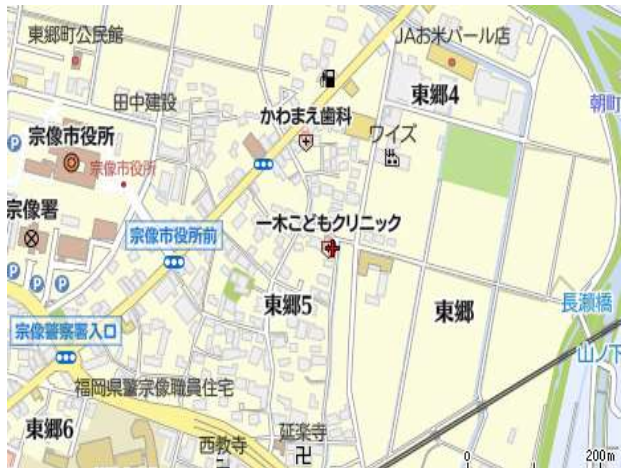 東郷町公民館
JAお米パール店
田中建設
東郷4
朝町
かわまえ歯科
ワイズ
P
宗像市役所
宗像市役所
宗像署
一木こどもクリニック
宗像市役所前
P
P
P
東郷5
東郷
長瀬橋
宗像警察署入口
山ノ下
福岡県警宗像職員住宅
東郷6
西教寺
延楽寺
卍
0
200m